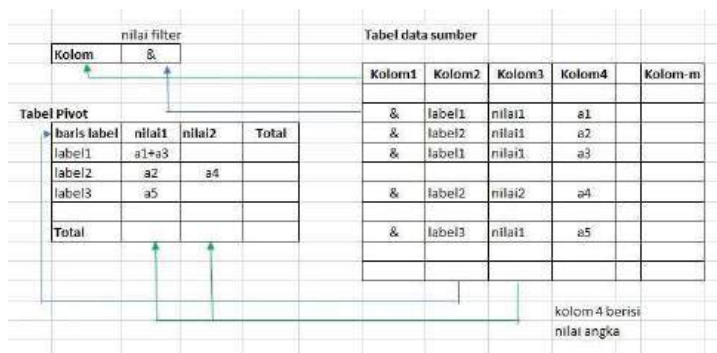 nilai filter
Kolom &
Tabel data sumber
Kolom1 Kolom2 Kolom3 Kolom4 Kolom-m
& label1 nilai1 a1
& label2 nilai1 a2
& label1 nilai1 a3
& label2 nilai2 a4
& label3 nilai1 a5
Tabel Pivot
baris label nilai1 nilai2 Total
label1 a1+a3
label2 a2 a4
label3 a5
Total
kolom 4 berisi
nilai angka